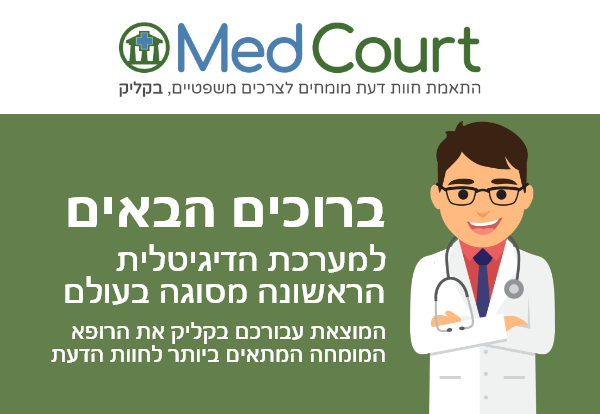 MedCourt
התאמת חוות דעת מומחים לצרכים משפטיים, בקליק
ברוכים הבאים
למערכת הדיגיטלית
הראשונה מסוגה בעולם
המוצאת עבורכם בקליק את הרופא
המומחה המתאים ביותר לחוות הדעת